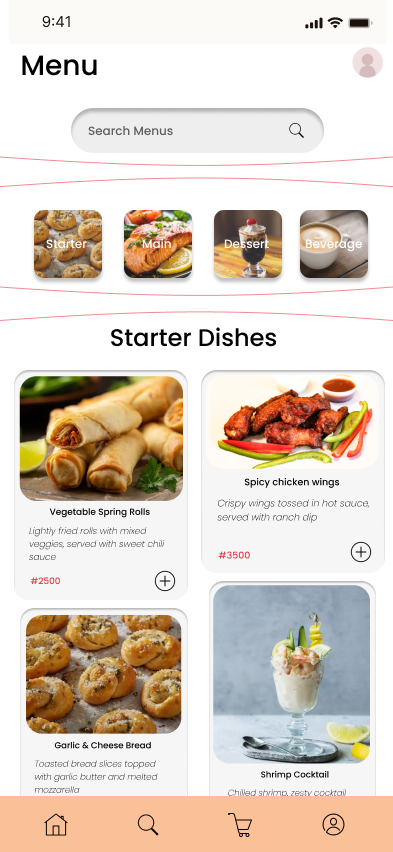 9:41
Menu
Search Menus
Starter
Main
Dessert
Beverage
Starter Dishes
Vegetable Spring Rolls
Lightly fried rolls with mixed
veggies, served with sweet chili
sauce
#2500
Spicy chicken wings
Crispy wings tossed in hot sauce,
served with ranch dip
#3500
Garlic & Cheese Bread
Toasted bread slices topped
with garlic butter and melted
mozzarella
Shrimp Cocktail
Chilled shrimp, zesty cocktail